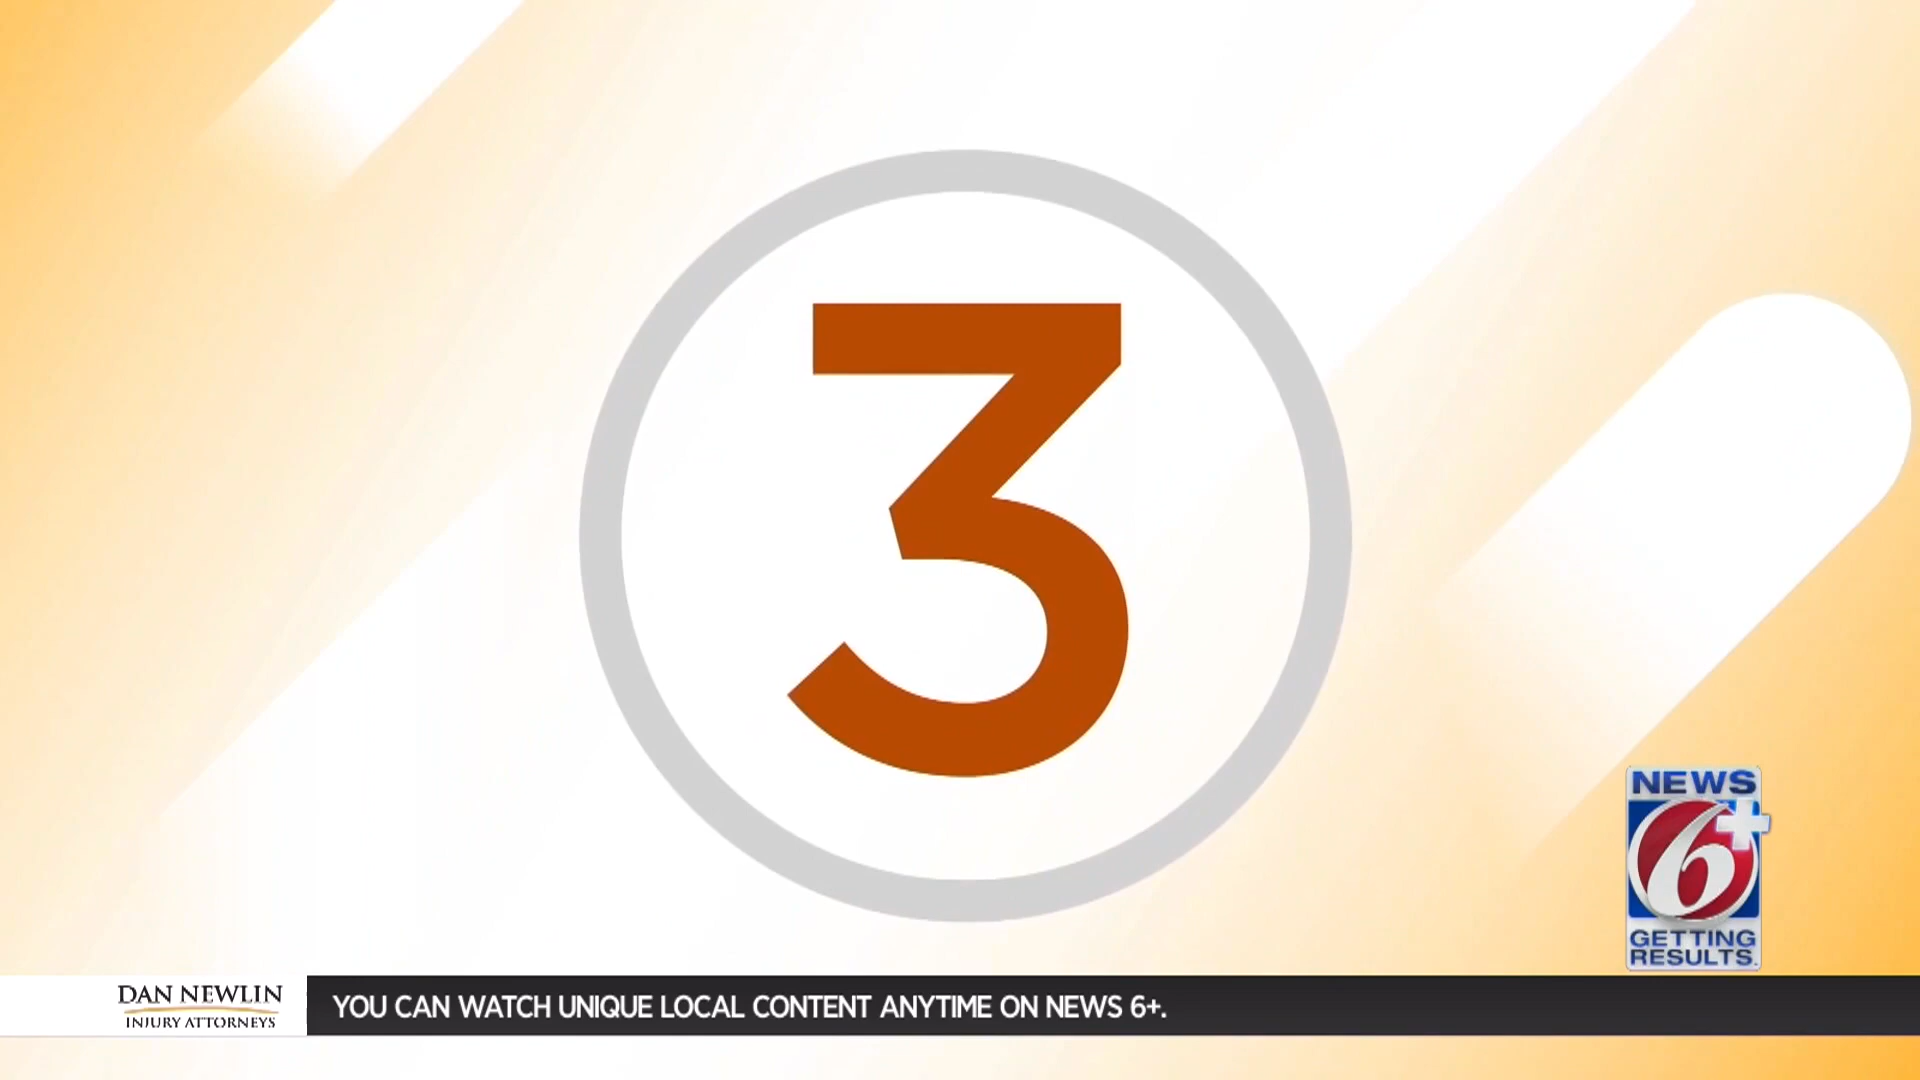 3
NEWS
6+
GETTING
RESULTS.
DAN NEWLIN
INJURY ATTORNEYS
YOU CAN WATCH UNIQUE LOCAL CONTENT ANYTIME ON NEWS 6+.